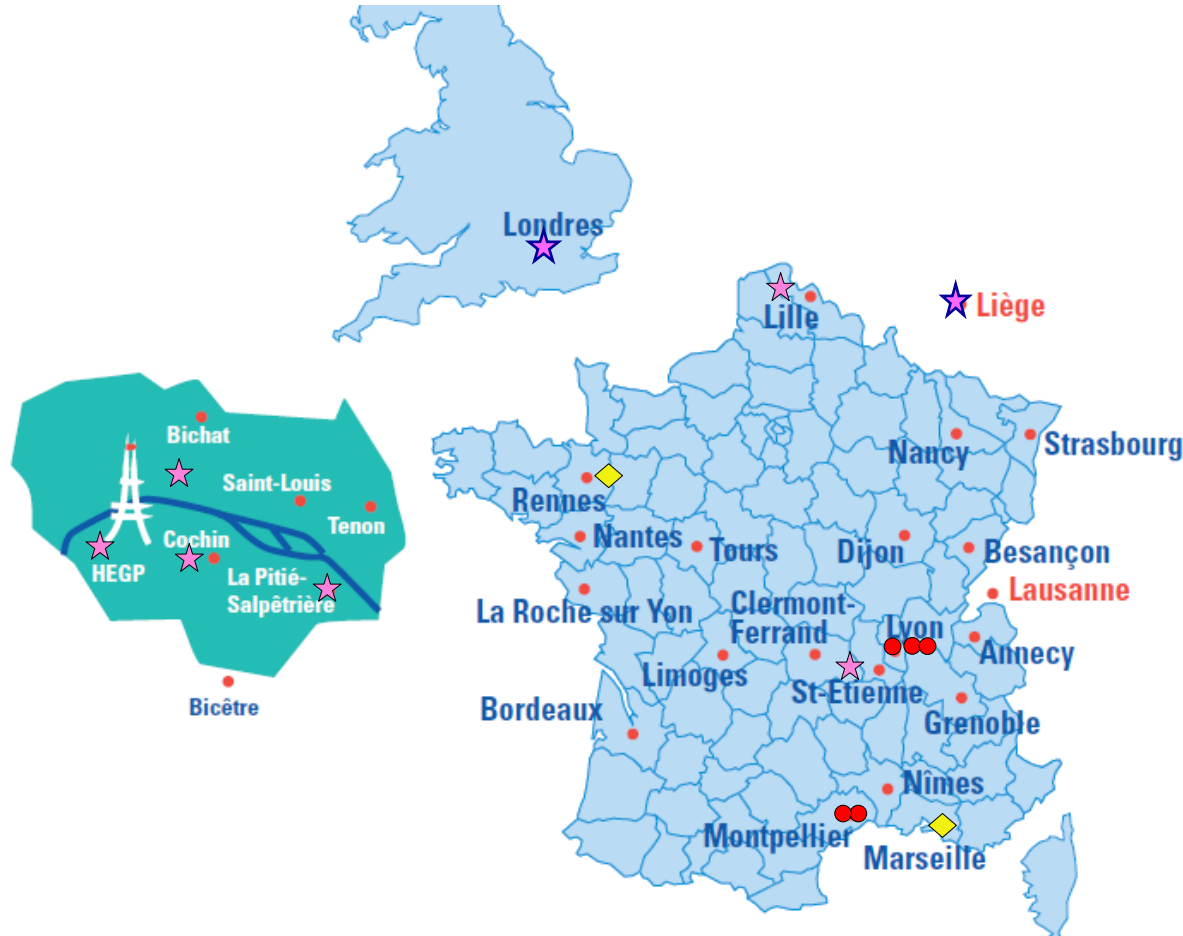 Londres
Lille
Liège
Bichat
Saint-Louis
Tenon
Cochin
HEGP
La Pitié-
Salpêtrière
Bicêtre
Nancy
Strasbourg
Rennes
Nantes
Tours
Dijon
Besançon
Lausanne
La Roche sur Yon
Clermont-
Ferrand
Lyon
Annecy
Limoges
St-Etienne
Grenoble
Bordeaux
Nîmes
Montpellier
Marseille